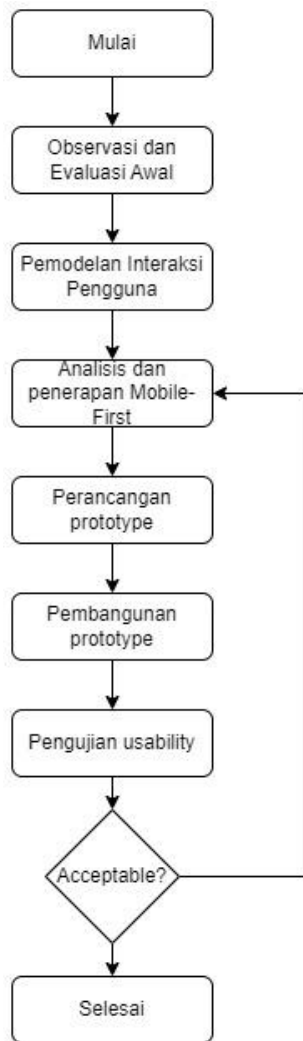 Mulai
Observasi dan
Evaluasi Awal
Pemodelan Interaksi
Pengguna
Analisis dan
penerapan Mobile-
First
Perancangan
prototype
Pembangunan
prototype
Pengujian usability
Acceptable?
Selesai